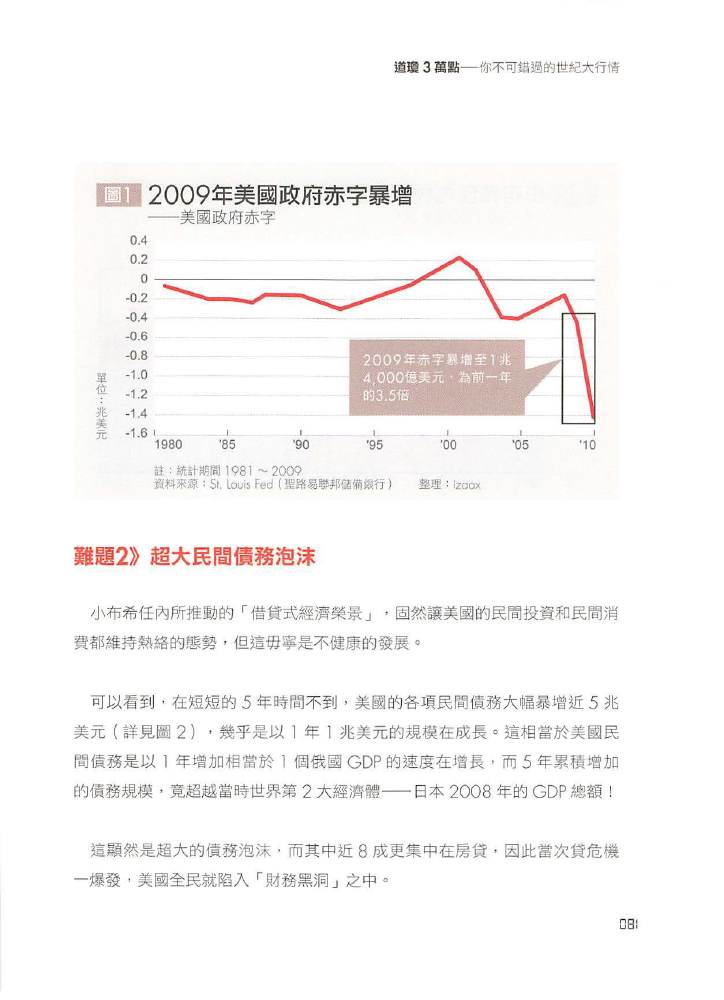 道瓊3萬點──你不可錯過的世紀大行情
圖1 2009年美國政府赤字暴增
──美國政府赤字
0.4
0.2
0
-0.2
-0.4
-0.6
-0.8
-1.0
-1.2
-1.4
-1.6
單位：兆美元
2009年赤字暴增至1兆
4,000億美元，為前一年
的3.5倍
1980 '85 '90 '95 '00 '05 '10
註：統計期間1981～2009
資料來源：St. Louis Fed（聖路易聯邦儲備銀行） 整理：Izaax
難題2》超大民間債務泡沫
小布希任內所推動的「借貸式經濟榮景」，固然讓美國的民間投資和民間消
費都維持熱絡的態勢，但這毋寧是不健康的發展。
可以看到，在短短的5年時間不到，美國的各項民間債務大幅暴增近5兆
美元（詳見圖2），幾乎是以1年1兆美元的規模在成長。這相當於美國民
間債務是以1年增加相當於1個俄國GDP的速度在增長，而5年累積增加
的債務規模，竟超越當時世界第2大經濟體──日本2008年的GDP總額！
這顯然是超大的債務泡沫，而其中近8成更集中在房貸，因此當次貸危機
一爆發，美國全民就陷入「財務黑洞」之中。
081